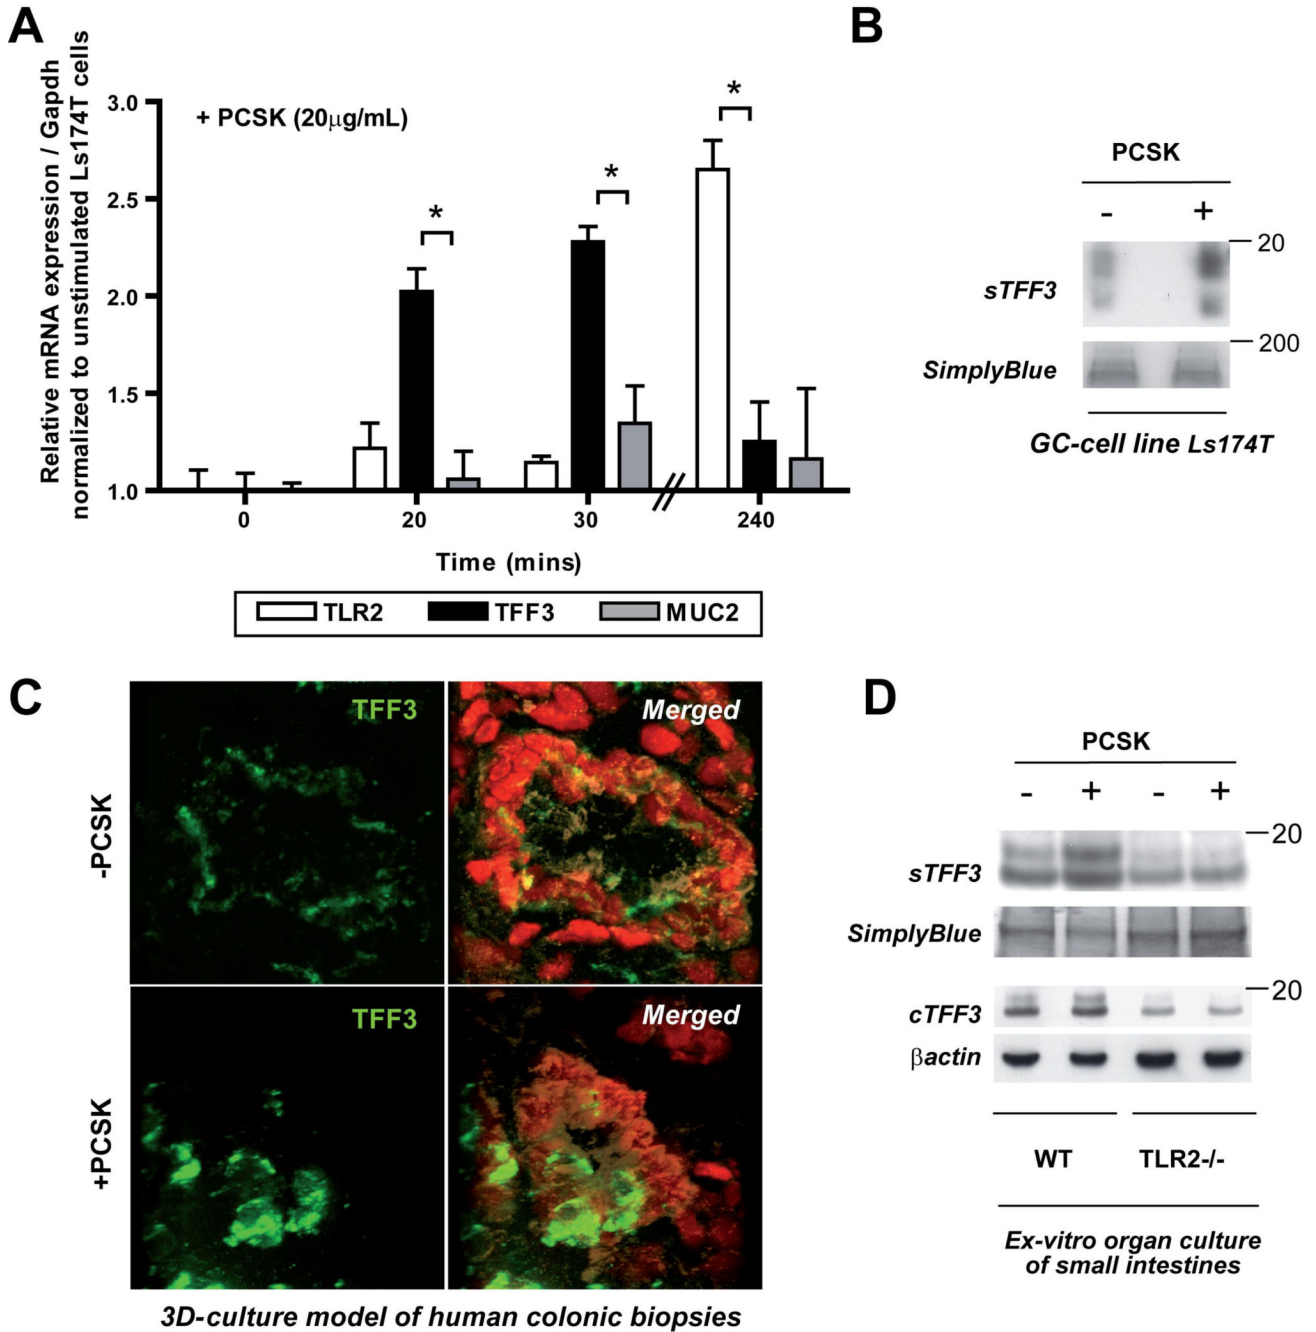 A
Relative mRNA expression / Gapdh
normalized to unstimulated Ls174T cells
+ PCSK (20μg/mL)
3.0
2.5
2.0
1.5
1.0
*
*
*
0
20
30
240
Time (mins)
TLR2
TFF3
MUC2
B
PCSK
- +
20
sTFF3
200
SimplyBlue
GC-cell line Ls174T
C
TFF3
Merged
-PCSK
TFF3
Merged
+PCSK
3D-culture model of human colonic biopsies
D
PCSK
- + - +
20
sTFF3
SimplyBlue
20
cTFF3
βactin
WT
TLR2-/-
Ex-vitro organ culture
of small intestines